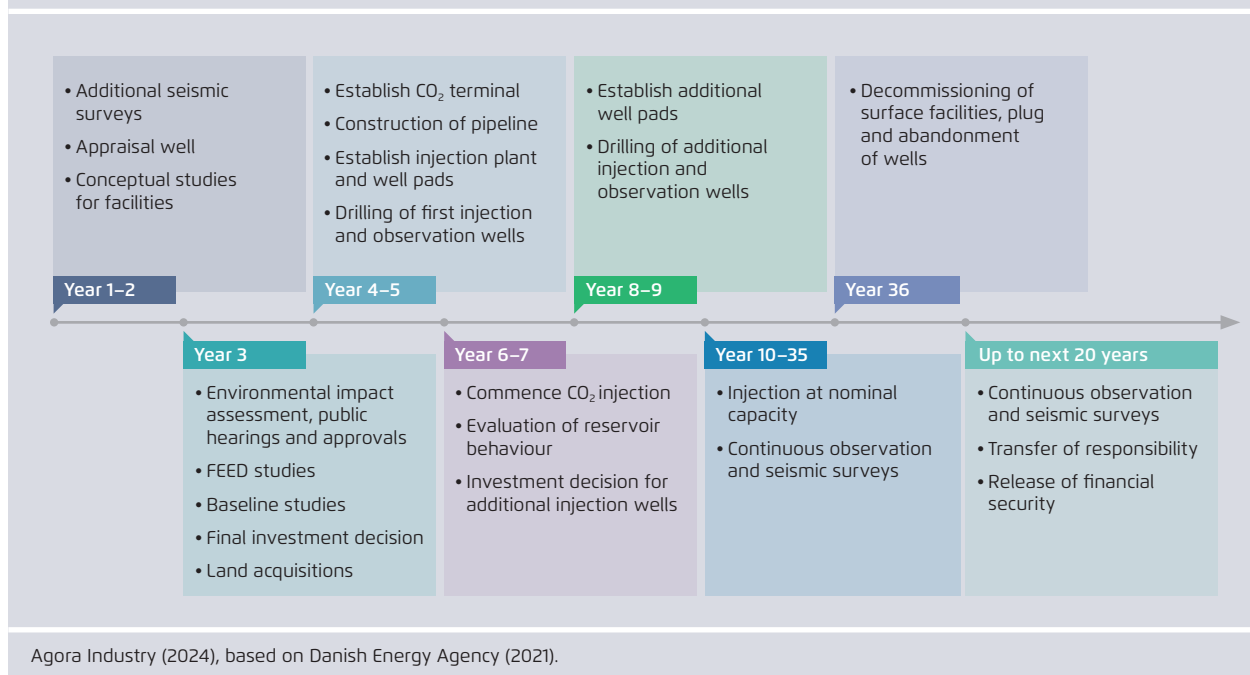 • Additional seismic
surveys
• Appraisal well
• Conceptual studies
for facilities
Year 1–2
Year 3
• Environmental impact
assessment, public
hearings and approvals
• FEED studies
• Baseline studies
• Final investment decision
• Land acquisitions
• Establish CO₂ terminal
• Construction of pipeline
• Establish injection plant
and well pads
• Drilling of first injection
and observation wells
Year 4–5
Year 6–7
• Commence CO₂ injection
• Evaluation of reservoir
behaviour
• Investment decision for
additional injection wells
• Establish additional
well pads
• Drilling of additional
injection and
observation wells
Year 8–9
Year 10–35
• Injection at nominal
capacity
• Continuous observation
and seismic surveys
• Decommissioning of
surface facilities, plug
and abandonment
of wells
Year 36
Up to next 20 years
• Continuous observation
and seismic surveys
• Transfer of responsibility
• Release of financial
security
Agora Industry (2024), based on Danish Energy Agency (2021).